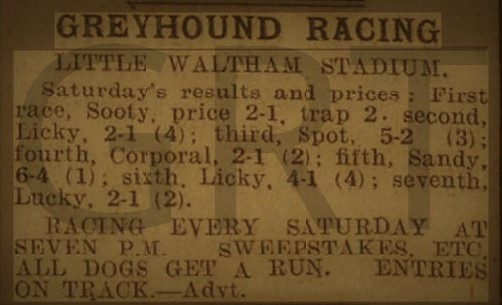 GREYHOUND RACING
LITTLE WALTHAM STADIUM.
Saturday's results and prices: First
race, Sooty, price 2-1, trap 2. second,
Licky, 2-1 (4); third, Spot, 5-2 (3);
fourth, Corporal, 2-1 (2); fifth, Sandy,
6-4 (1); sixth, Licky, 4-1 (4); seventh,
Lucky, 2-1 (2).
RACING EVERY SATURDAY AT
SEVEN P.M. SWEEPSTAKES, ETC.
ALL DOGS GET A RUN. ENTRIES
ON TRACK.—Advt.
GRT